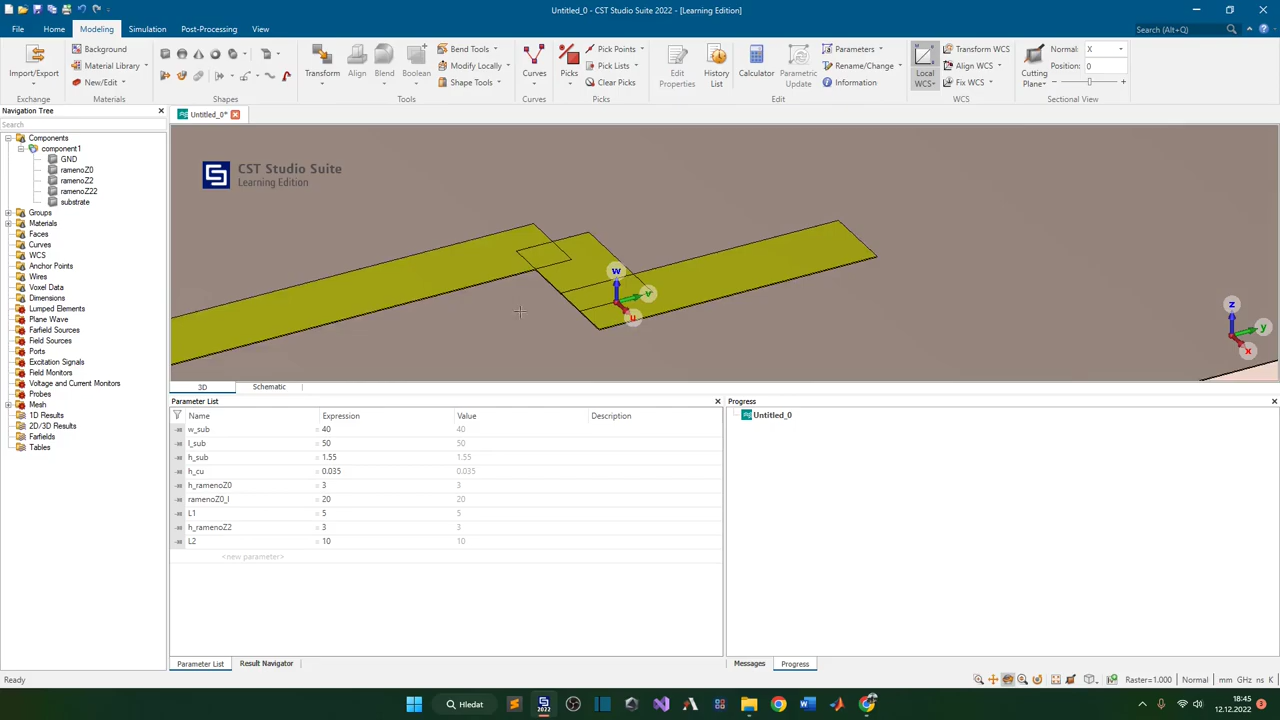 Untitled_0 - CST Studio Suite 2022 - [Learning Edition]
File Home Modeling Simulation Post-Processing View
Search (Alt+Q)
Import/Export
Background
Material Library
New/Edit
Transform Align Blend Boolean
Bend Tools
Modify Locally
Shape Tools
Curves
Picks
Pick Points
Pick Lists
Clear Picks
Edit Properties
History List
Calculator
Parametric Update
Parameters
Rename/Change
Information
Local WCS
Transform WCS
Align WCS
Fix WCS
Cutting Plane
Normal: X
Position: 0
Exchange Materials Shapes Tools Curves Picks Edit WCS Sectional View
Navigation Tree
Untitled_0*
Search
Components
component1
GND
ramenoZ0
ramenoZ2
ramenoZ22
substrate
Groups
Materials
Faces
Curves
WCS
Anchor Points
Wires
Voxel Data
Dimensions
Lumped Elements
Plane Wave
Farfield Sources
Field Sources
Ports
Excitation Signals
Field Monitors
Voltage and Current Monitors
Probes
Mesh
1D Results
2D/3D Results
Farfields
Tables
CST Studio Suite
Learning Edition
w
v
u
z
y
x
3D Schematic
Parameter List
Name Expression Value Description
w_sub = 40 40
l_sub = 50 50
h_sub = 1.55 1.55
h_cu = 0.035 0.035
h_ramenoZ0 = 3 3
ramenoZ0_l = 20 20
L1 = 5 5
h_ramenoZ2 = 3 3
L2 = 10 10
<new parameter>
Parameter List Result Navigator
Progress
Untitled_0
Messages Progress
Ready
Raster=1.000 Normal mm GHz ns K
Hledat
18:45
12.12.2022